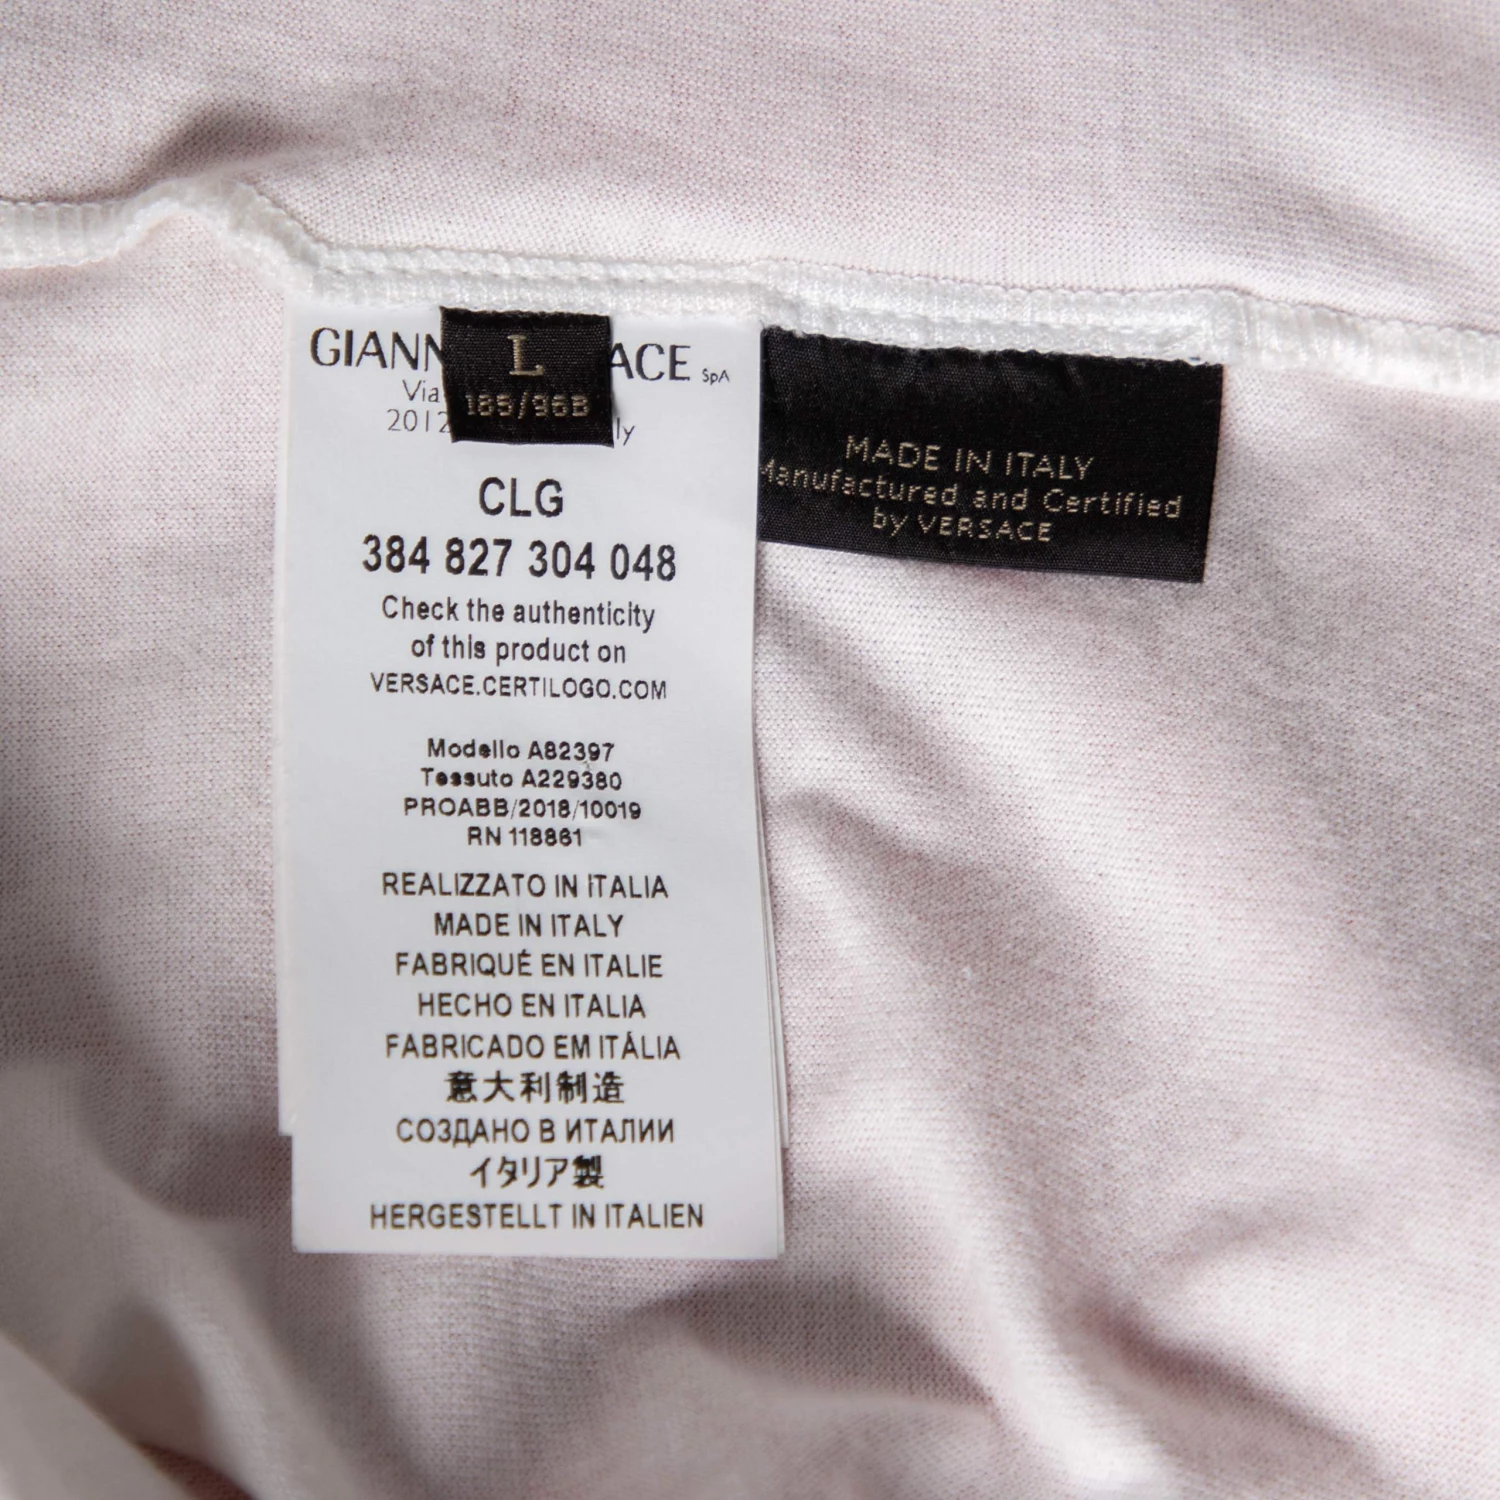 L
185/96B
GIANN ACE SpA
Via
2012 ly
CLG
384 827 304 048
Check the authenticity
of this product on
VERSACE.CERTILOGO.COM
Modello A82397
Tessuto A229380
PROABB/2018/10019
RN 118861
REALIZZATO IN ITALIA
MADE IN ITALY
FABRIQUÉ EN ITALIE
HECHO EN ITALIA
FABRICADO EM ITÁLIA
意大利制造
СОЗДАНО В ИТАЛИИ
イタリア製
HERGESTELLT IN ITALIEN
MADE IN ITALY
Manufactured and Certified
by VERSACE